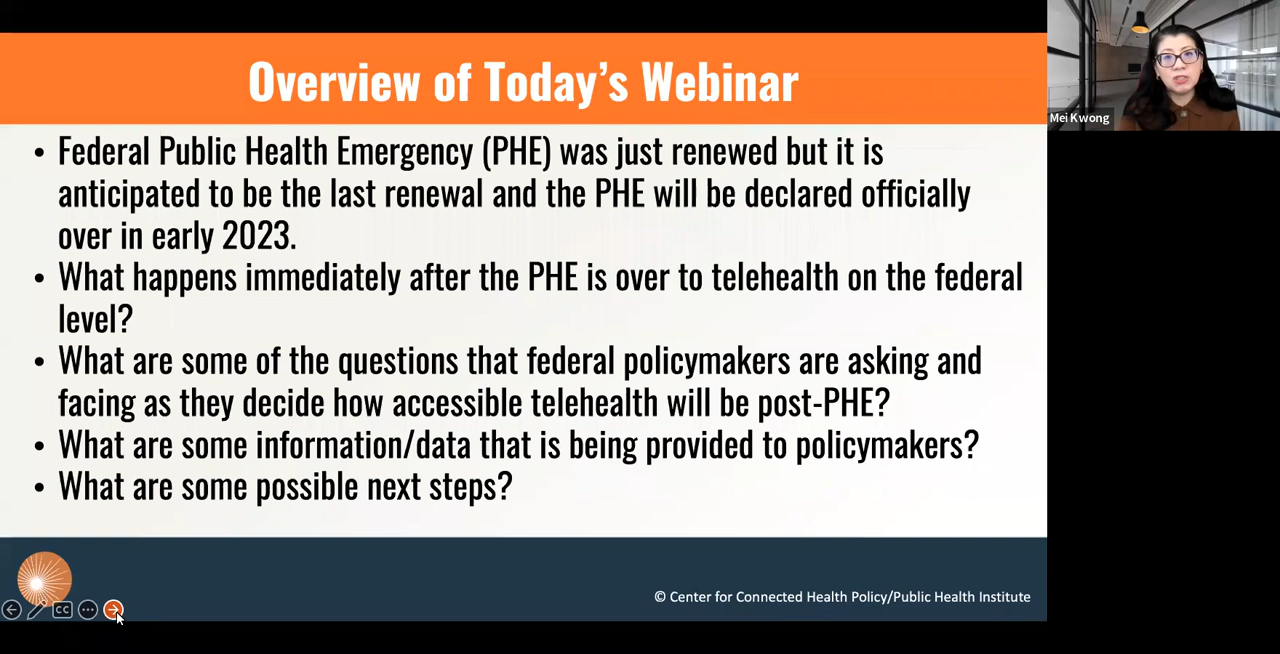 Overview of Today’s Webinar
Mei Kwong
• Federal Public Health Emergency (PHE) was just renewed but it is
anticipated to be the last renewal and the PHE will be declared officially
over in early 2023.
• What happens immediately after the PHE is over to telehealth on the federal
level?
• What are some of the questions that federal policymakers are asking and
facing as they decide how accessible telehealth will be post-PHE?
• What are some information/data that is being provided to policymakers?
• What are some possible next steps?
© Center for Connected Health Policy/Public Health Institute
CC